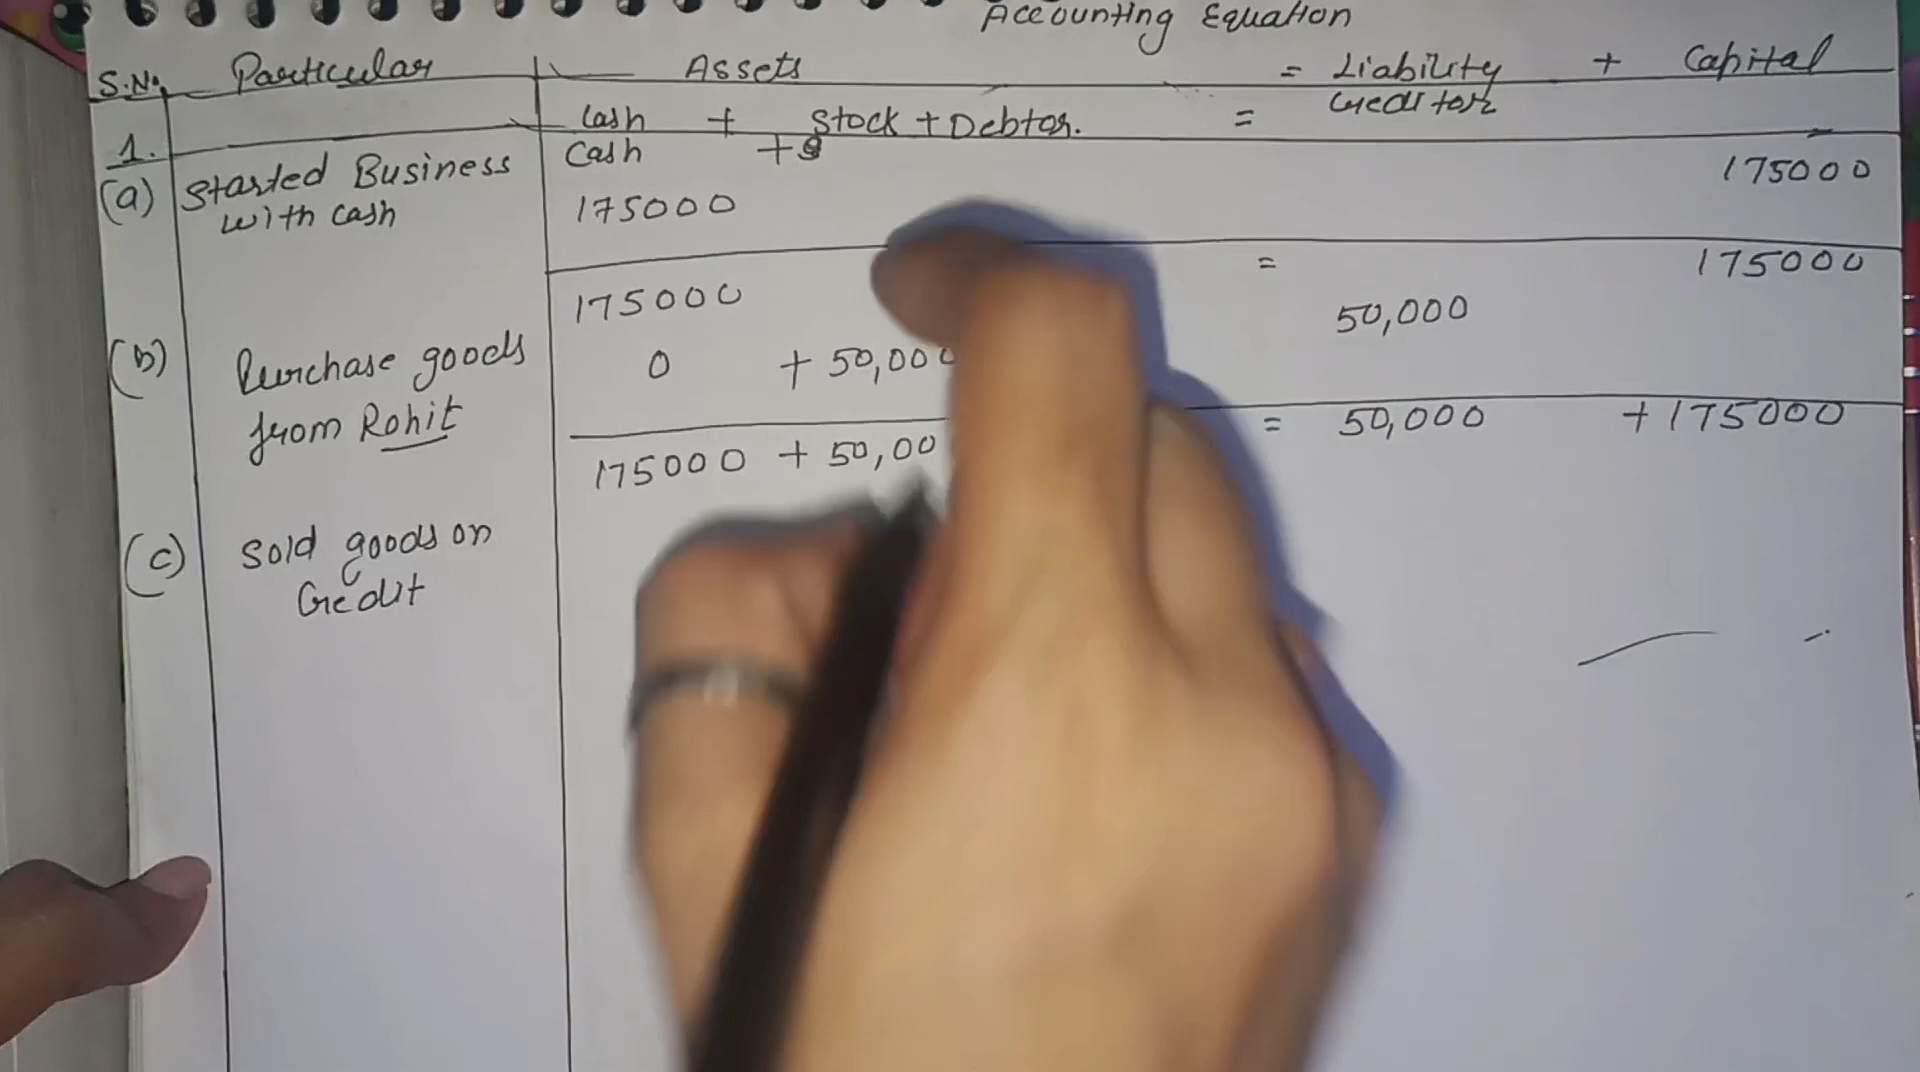 Accounting Equation
S.No. Particular Assets = Liability + Capital
Cash + Stock + Debtor. = Creditor
1. Cash +S
(a) Started Business 175000
with cash 175000
175000 = 175000
50,000
(b) Purchase goods 0 + 50,000
from Rohit
175000 + 50,00 = 50,000 + 175000
(c) Sold goods on
Credit